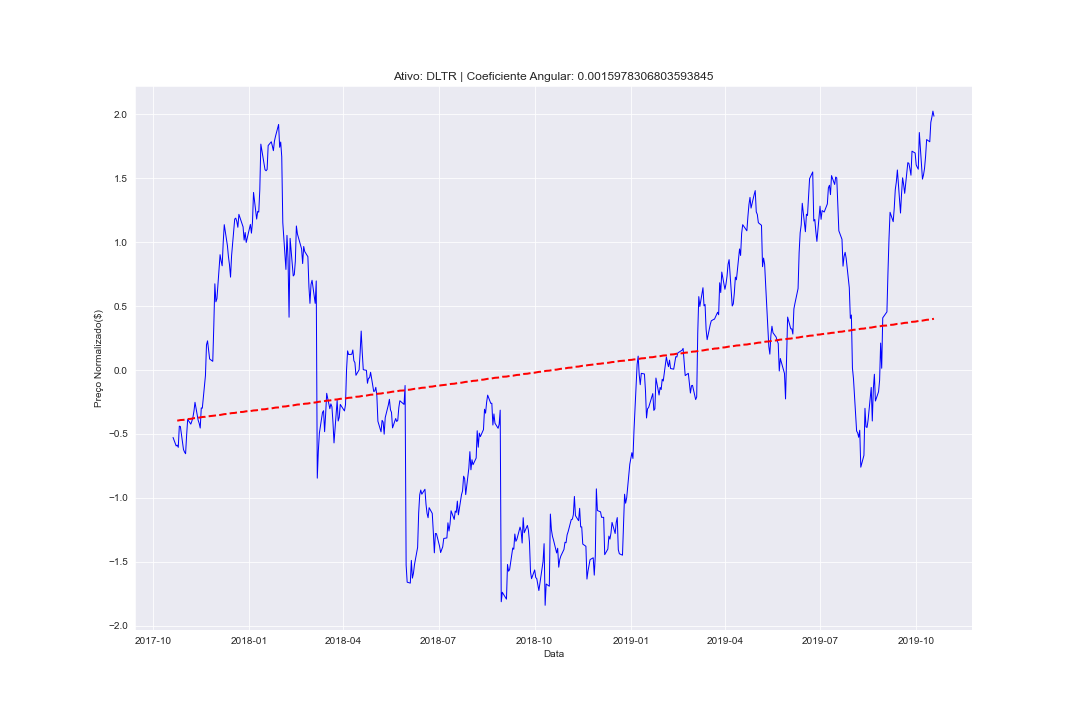 Ativo: DLTR | Coeficiente Angular: 0.0015978306803593845
2.0
1.5
1.0
0.5
0.0
−0.5
−1.0
−1.5
−2.0
Preço Normalizado($)
2017-10 2018-01 2018-04 2018-07 2018-10 2019-01 2019-04 2019-07 2019-10
Data